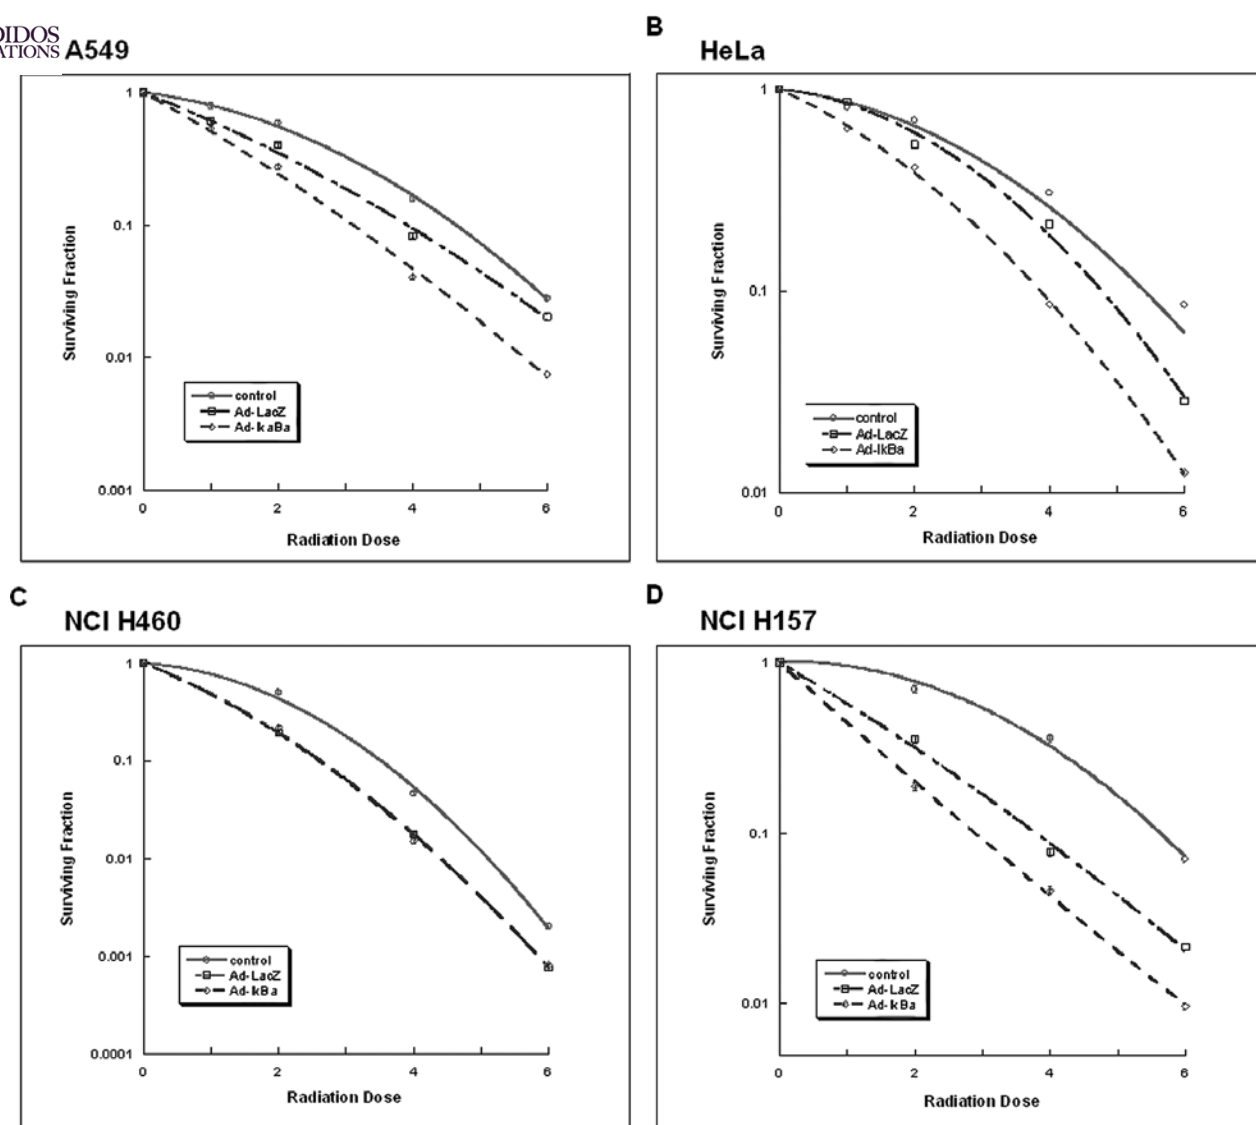 DIDOS
ATIONS
A549
1
0.1
0.01
0.001
Surviving Fraction
control
Ad-LacZ
Ad-IkaBa
0 2 4 6
Radiation Dose
B
HeLa
1
0.1
0.01
Surviving Fraction
control
Ad-LacZ
Ad-IkBa
0 2 4 6
Radiation Dose
C
NCI H460
1
0.1
0.01
0.001
0.0001
Surviving Fraction
control
Ad-LacZ
Ad-IkBa
0 2 4 6
Radiation Dose
D
NCI H157
1
0.1
0.01
Surviving Fraction
control
Ad-LacZ
Ad-IkBa
0 2 4 6
Radiation Dose